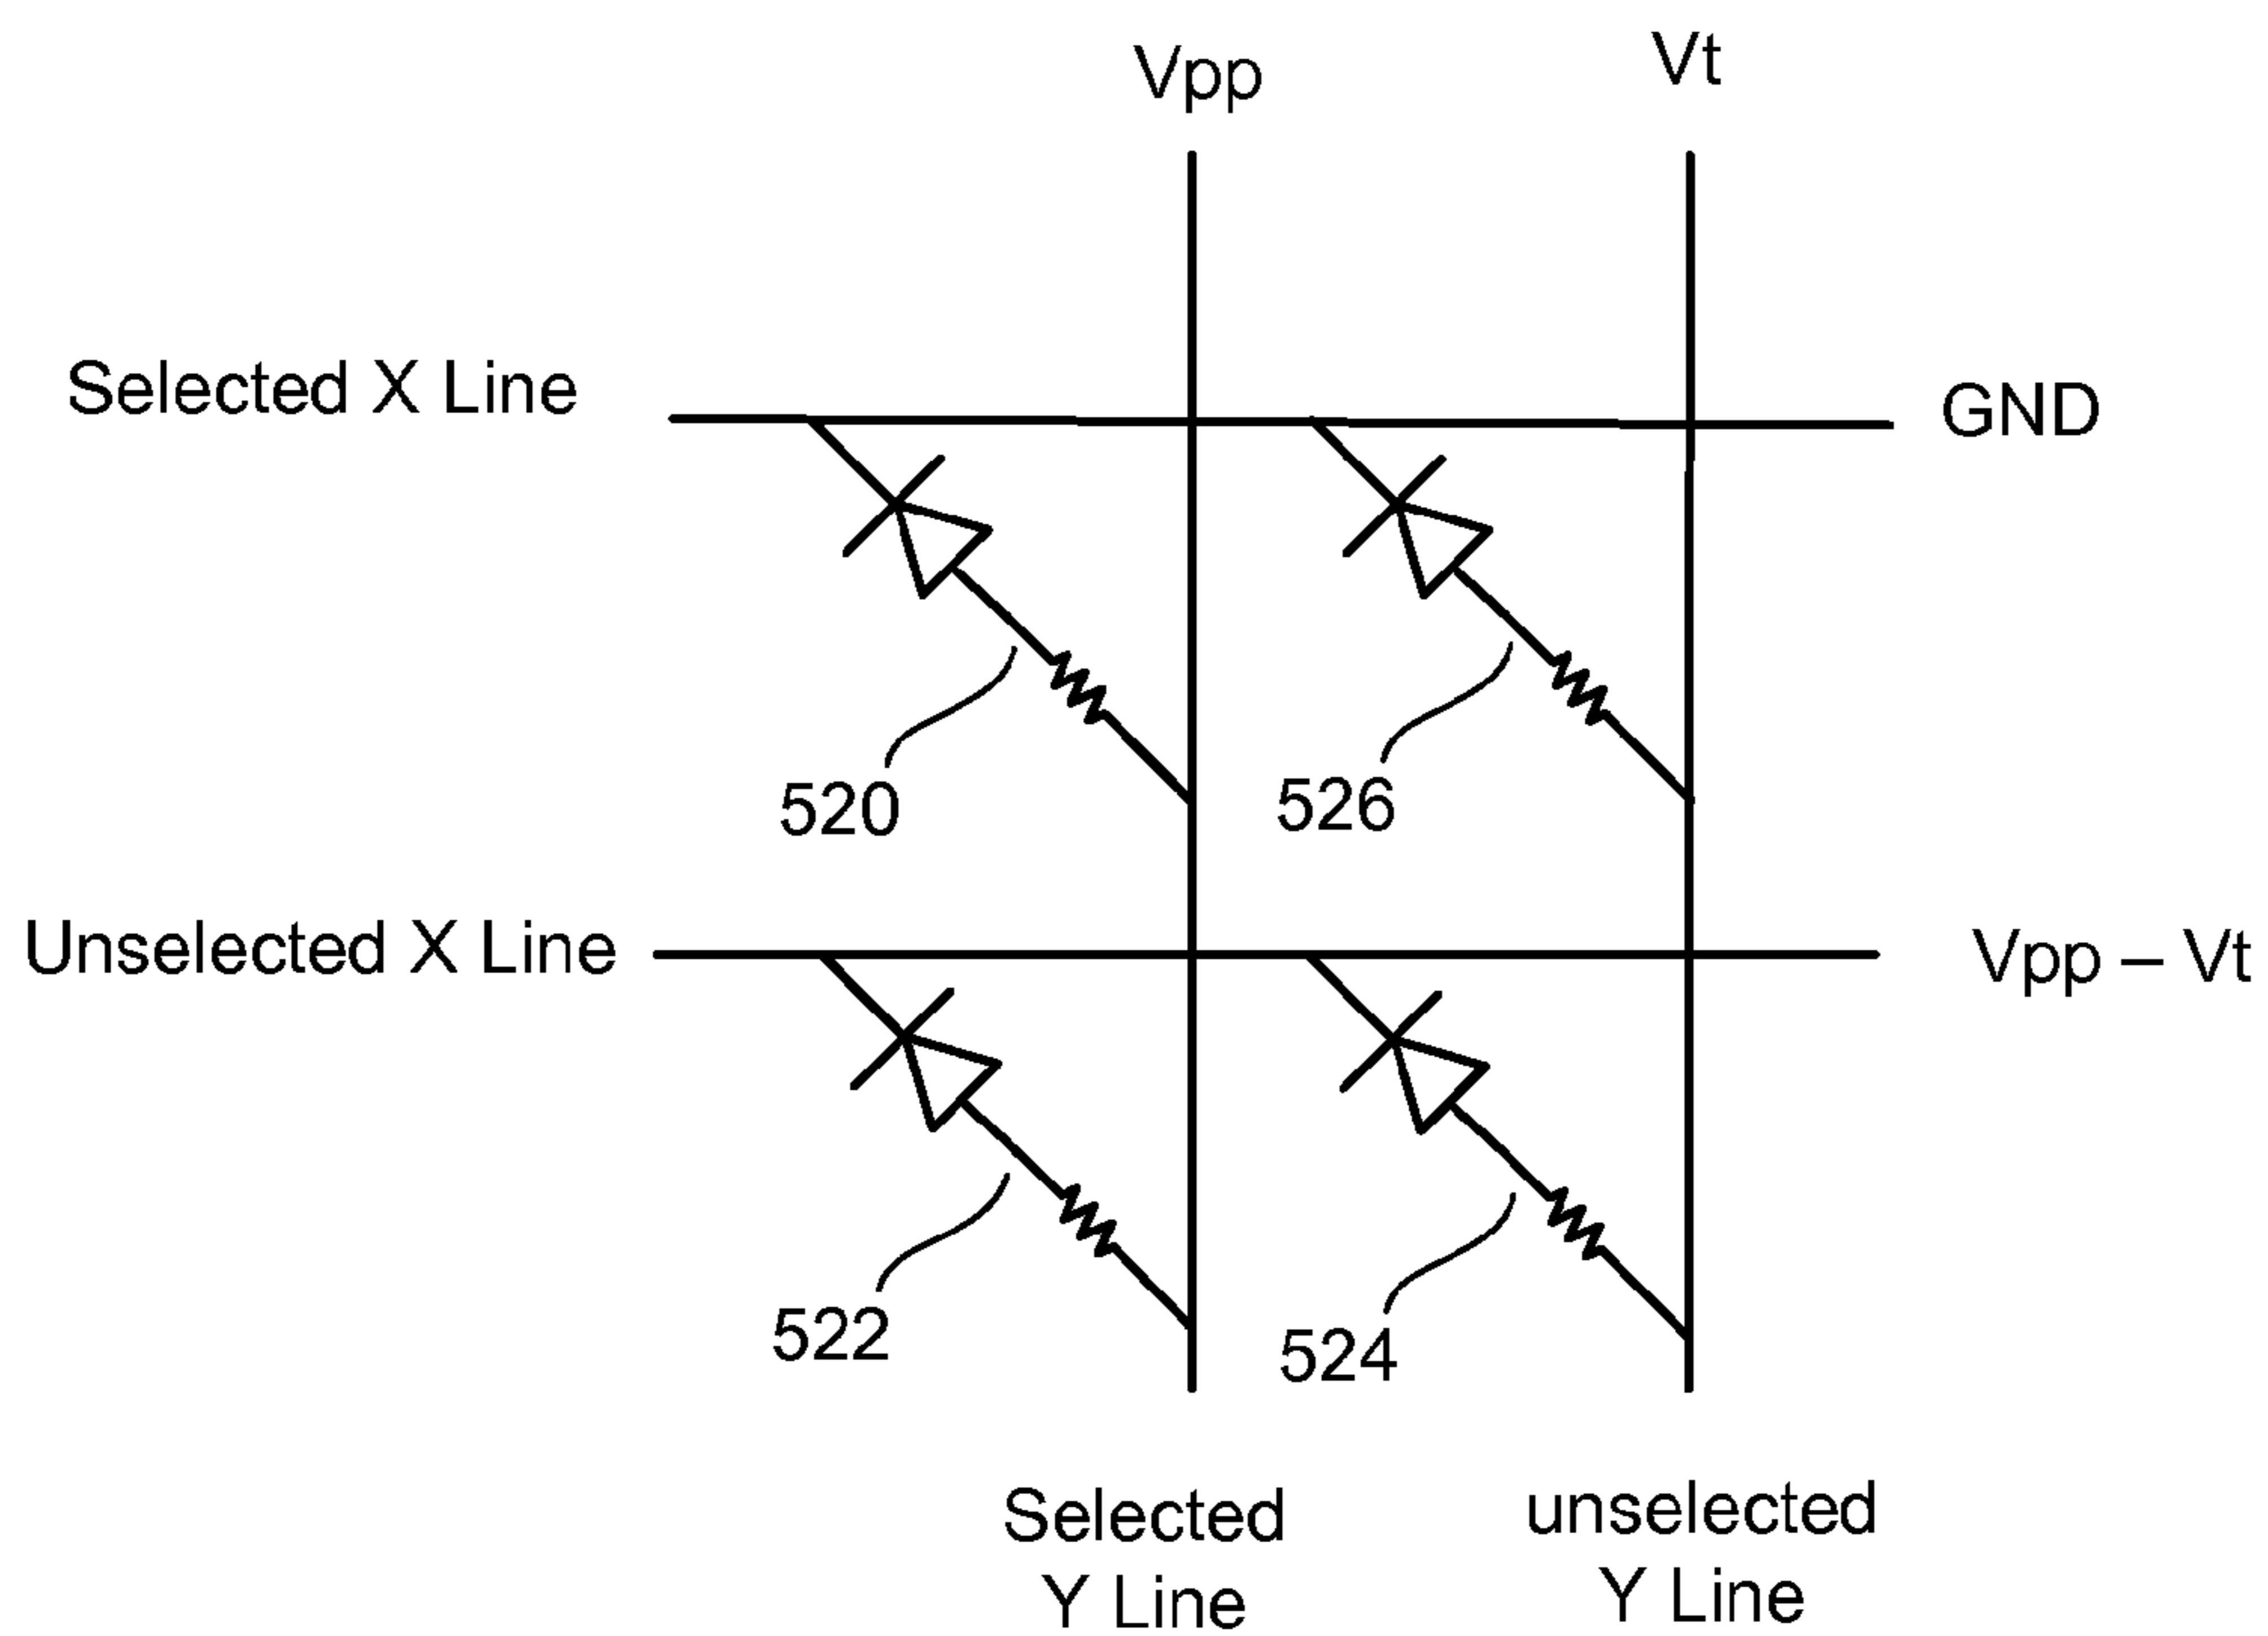 Vpp
Vt
Selected X Line
GND
520
526
Unselected X Line
Vpp – Vt
522
524
Selected
Y Line
unselected
Y Line